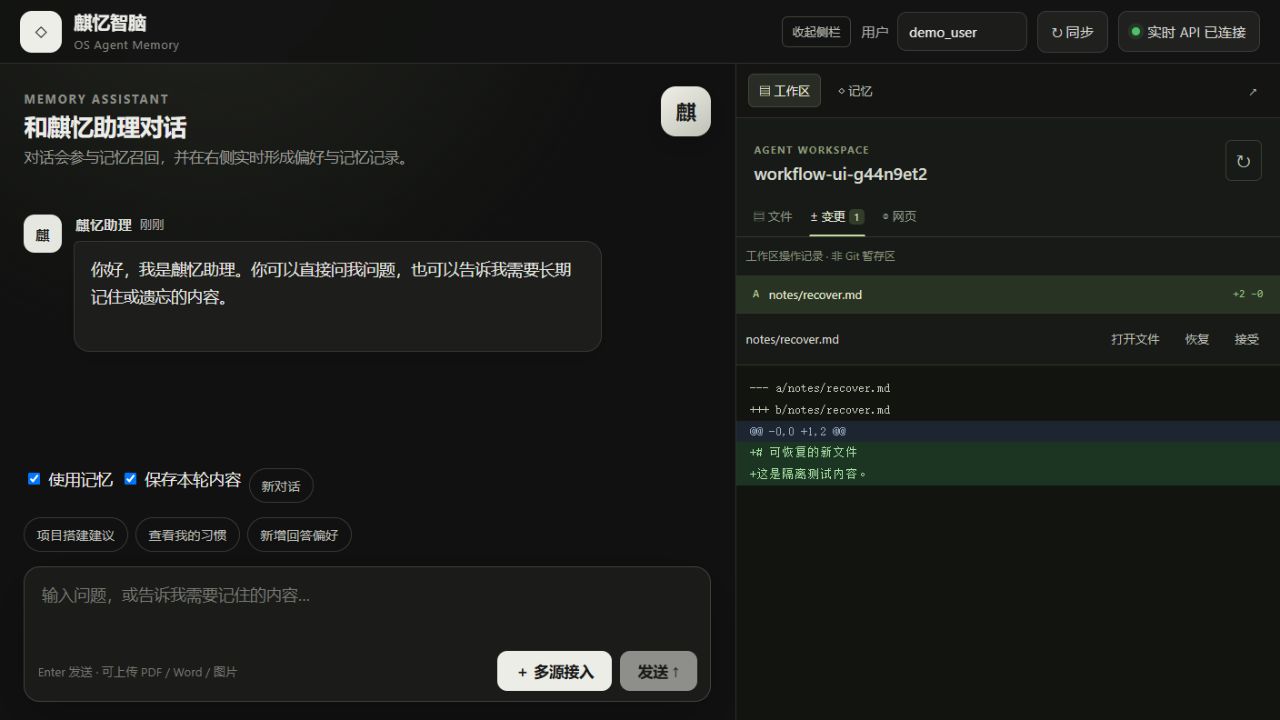 麒忆智脑
OS Agent Memory
收起侧栏
用户
demo_user
↻ 同步
实时 API 已连接
MEMORY ASSISTANT
和麒忆助理对话
对话会参与记忆召回，并在右侧实时形成偏好与记忆记录。
麒
麒
麒忆助理 刚刚
你好，我是麒忆助理。你可以直接问我问题，也可以告诉我需要长期
记住或遗忘的内容。
使用记忆
保存本轮内容
新对话
项目搭建建议
查看我的习惯
新增回答偏好
输入问题，或告诉我需要记住的内容...
Enter 发送 · 可上传 PDF / Word / 图片
+ 多源接入
发送 ↑
▤ 工作区
◇ 记忆
↗
AGENT WORKSPACE
workflow-ui-g44n9et2
↻
▤ 文件
± 变更 1
网页
工作区操作记录 · 非 Git 暂存区
A notes/recover.md +2 −0
notes/recover.md
打开文件
恢复
接受
--- a/notes/recover.md
+++ b/notes/recover.md
@@ -0,0 +1,2 @@
+# 可恢复的新文件
+这是隔离测试内容。